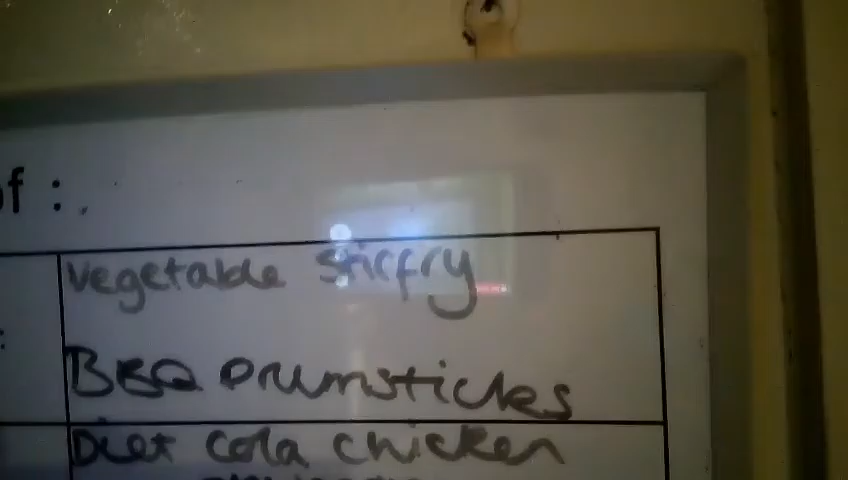 of :
vegetable stirfry
:
BBQ Drumsticks
Diet cola chicken